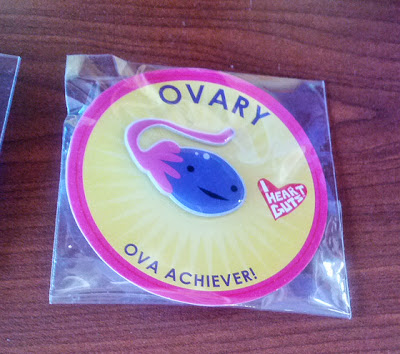 OVARY
I HEART
GUTS
OVA ACHIEVER!